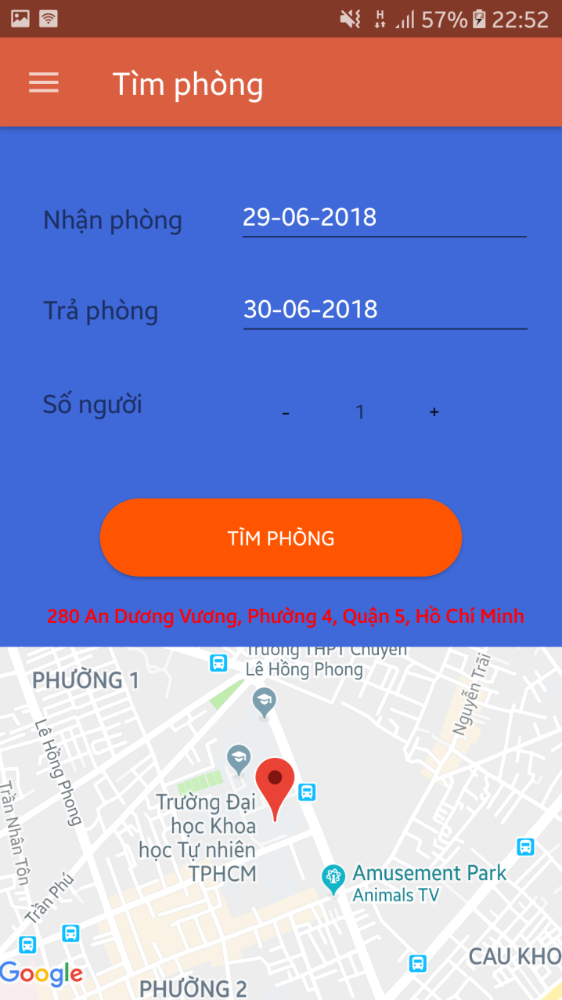 57% 22:52
Tìm phòng
Nhận phòng 29-06-2018
Trả phòng 30-06-2018
Số người - 1 +
TÌM PHÒNG
280 An Dương Vương, Phường 4, Quận 5, Hồ Chí Minh
Trường THPT Chuyên
Lê Hồng Phong
PHƯỜNG 1
Nguyễn Trãi
Lê Hồng Phong
Trần Nhân Tôn
Trường Đại
học Khoa
học Tự nhiên
TPHCM
Trần Phú
Amusement Park
Animals TV
CAU KHO
Google
PHƯỜNG 2